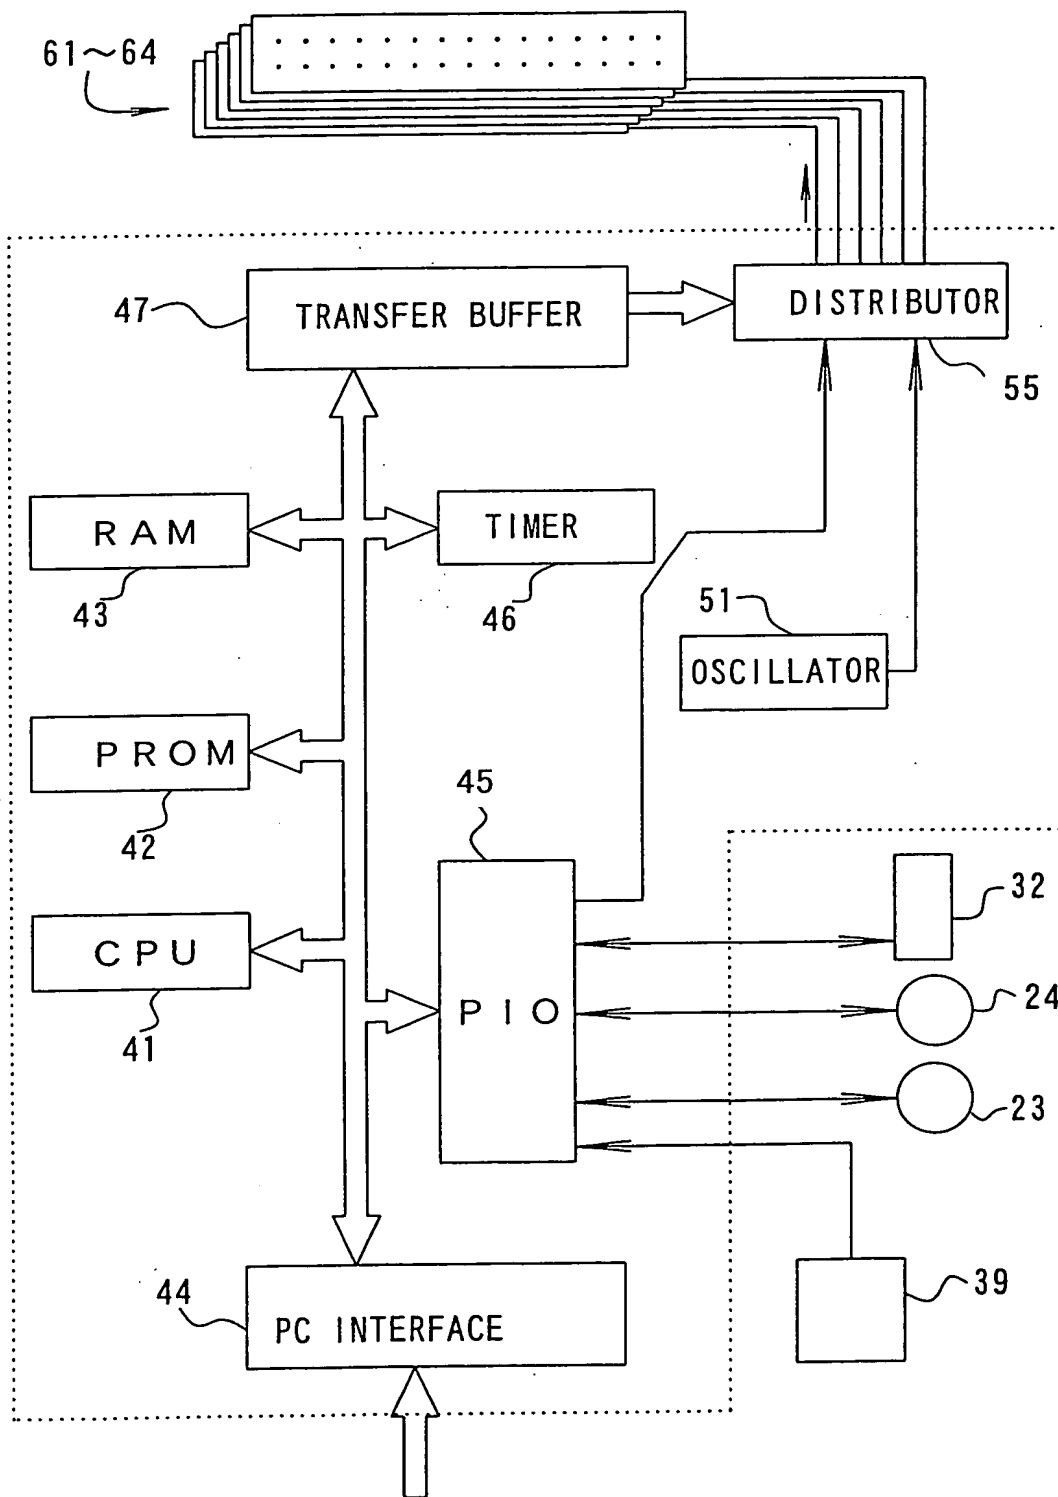 61~64
47
TRANSFER BUFFER
DISTRIBUTOR
55
RAM
43
TIMER
46
51
OSCILLATOR
PROM
42
45
32
CPU
41
PIO
24
23
44
PC INTERFACE
39